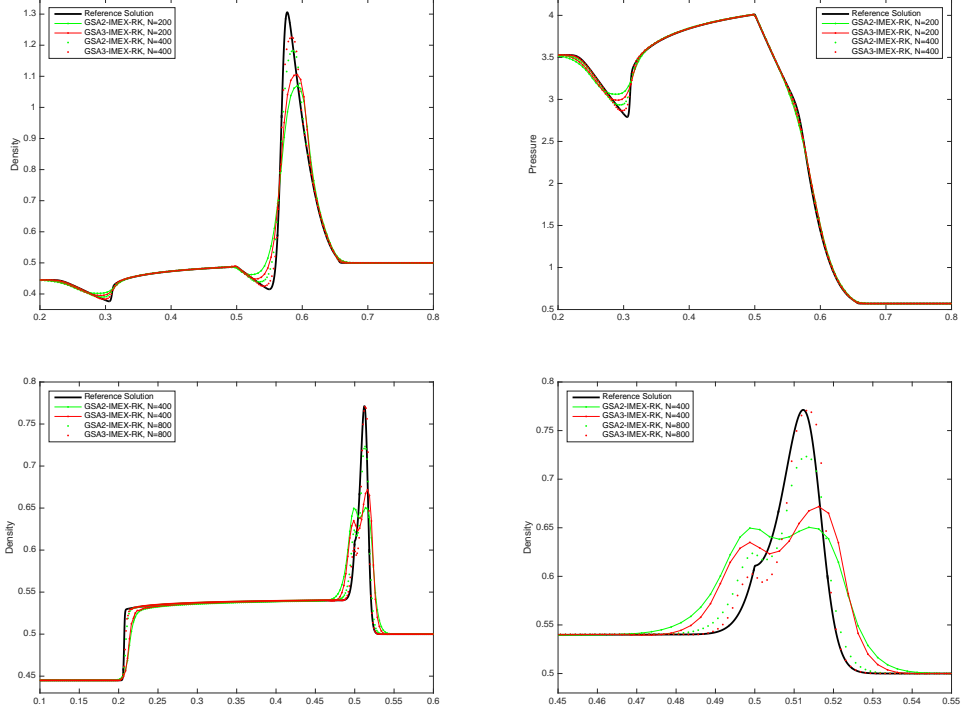 1.3
1.2
1.1
1
0.9
0.8
0.7
0.6
0.5
0.4
Density
Reference Solution
GSA2-IMEX-RK, N=200
GSA3-IMEX-RK, N=200
GSA2-IMEX-RK, N=400
GSA3-IMEX-RK, N=400
0.2 0.3 0.4 0.5 0.6 0.7 0.8
4
3.5
3
2.5
2
1.5
1
0.5
Pressure
Reference Solution
GSA2-IMEX-RK, N=200
GSA3-IMEX-RK, N=200
GSA2-IMEX-RK, N=400
GSA3-IMEX-RK, N=400
0.2 0.3 0.4 0.5 0.6 0.7 0.8
0.8
0.75
0.7
0.65
0.6
0.55
0.5
0.45
Density
Reference Solution
GSA2-IMEX-RK, N=400
GSA3-IMEX-RK, N=400
GSA2-IMEX-RK, N=800
GSA3-IMEX-RK, N=800
0.1 0.15 0.2 0.25 0.3 0.35 0.4 0.45 0.5 0.55 0.6
0.8
0.75
0.7
0.65
0.6
0.55
0.5
Density
Reference Solution
GSA2-IMEX-RK, N=400
GSA3-IMEX-RK, N=400
GSA2-IMEX-RK, N=800
GSA3-IMEX-RK, N=800
0.45 0.46 0.47 0.48 0.49 0.5 0.51 0.52 0.53 0.54 0.55